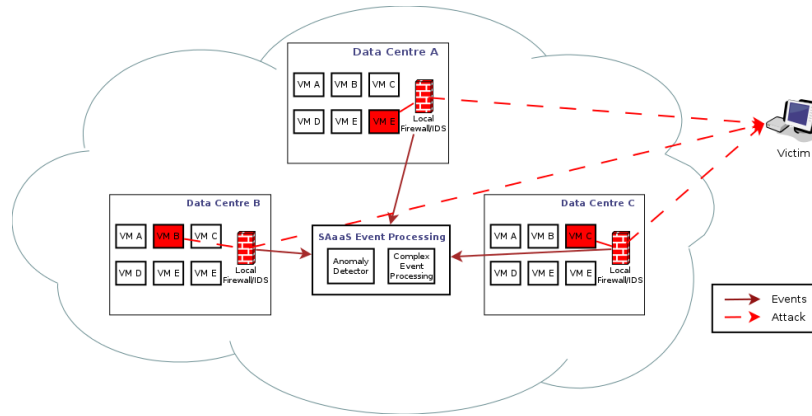 Data Centre A
VM A
VM B
VM C
VM D
VM E
VM E
Local
Firewall/IDS
Victim
Data Centre B
VM A
VM B
VM C
VM D
VM E
VM E
Local
Firewall/IDS
SAaaS Event Processing
Anomaly
Detector
Complex
Event
Processing
Data Centre C
VM A
VM B
VM C
VM D
VM E
VM E
Local
Firewall/IDS
Events
Attack